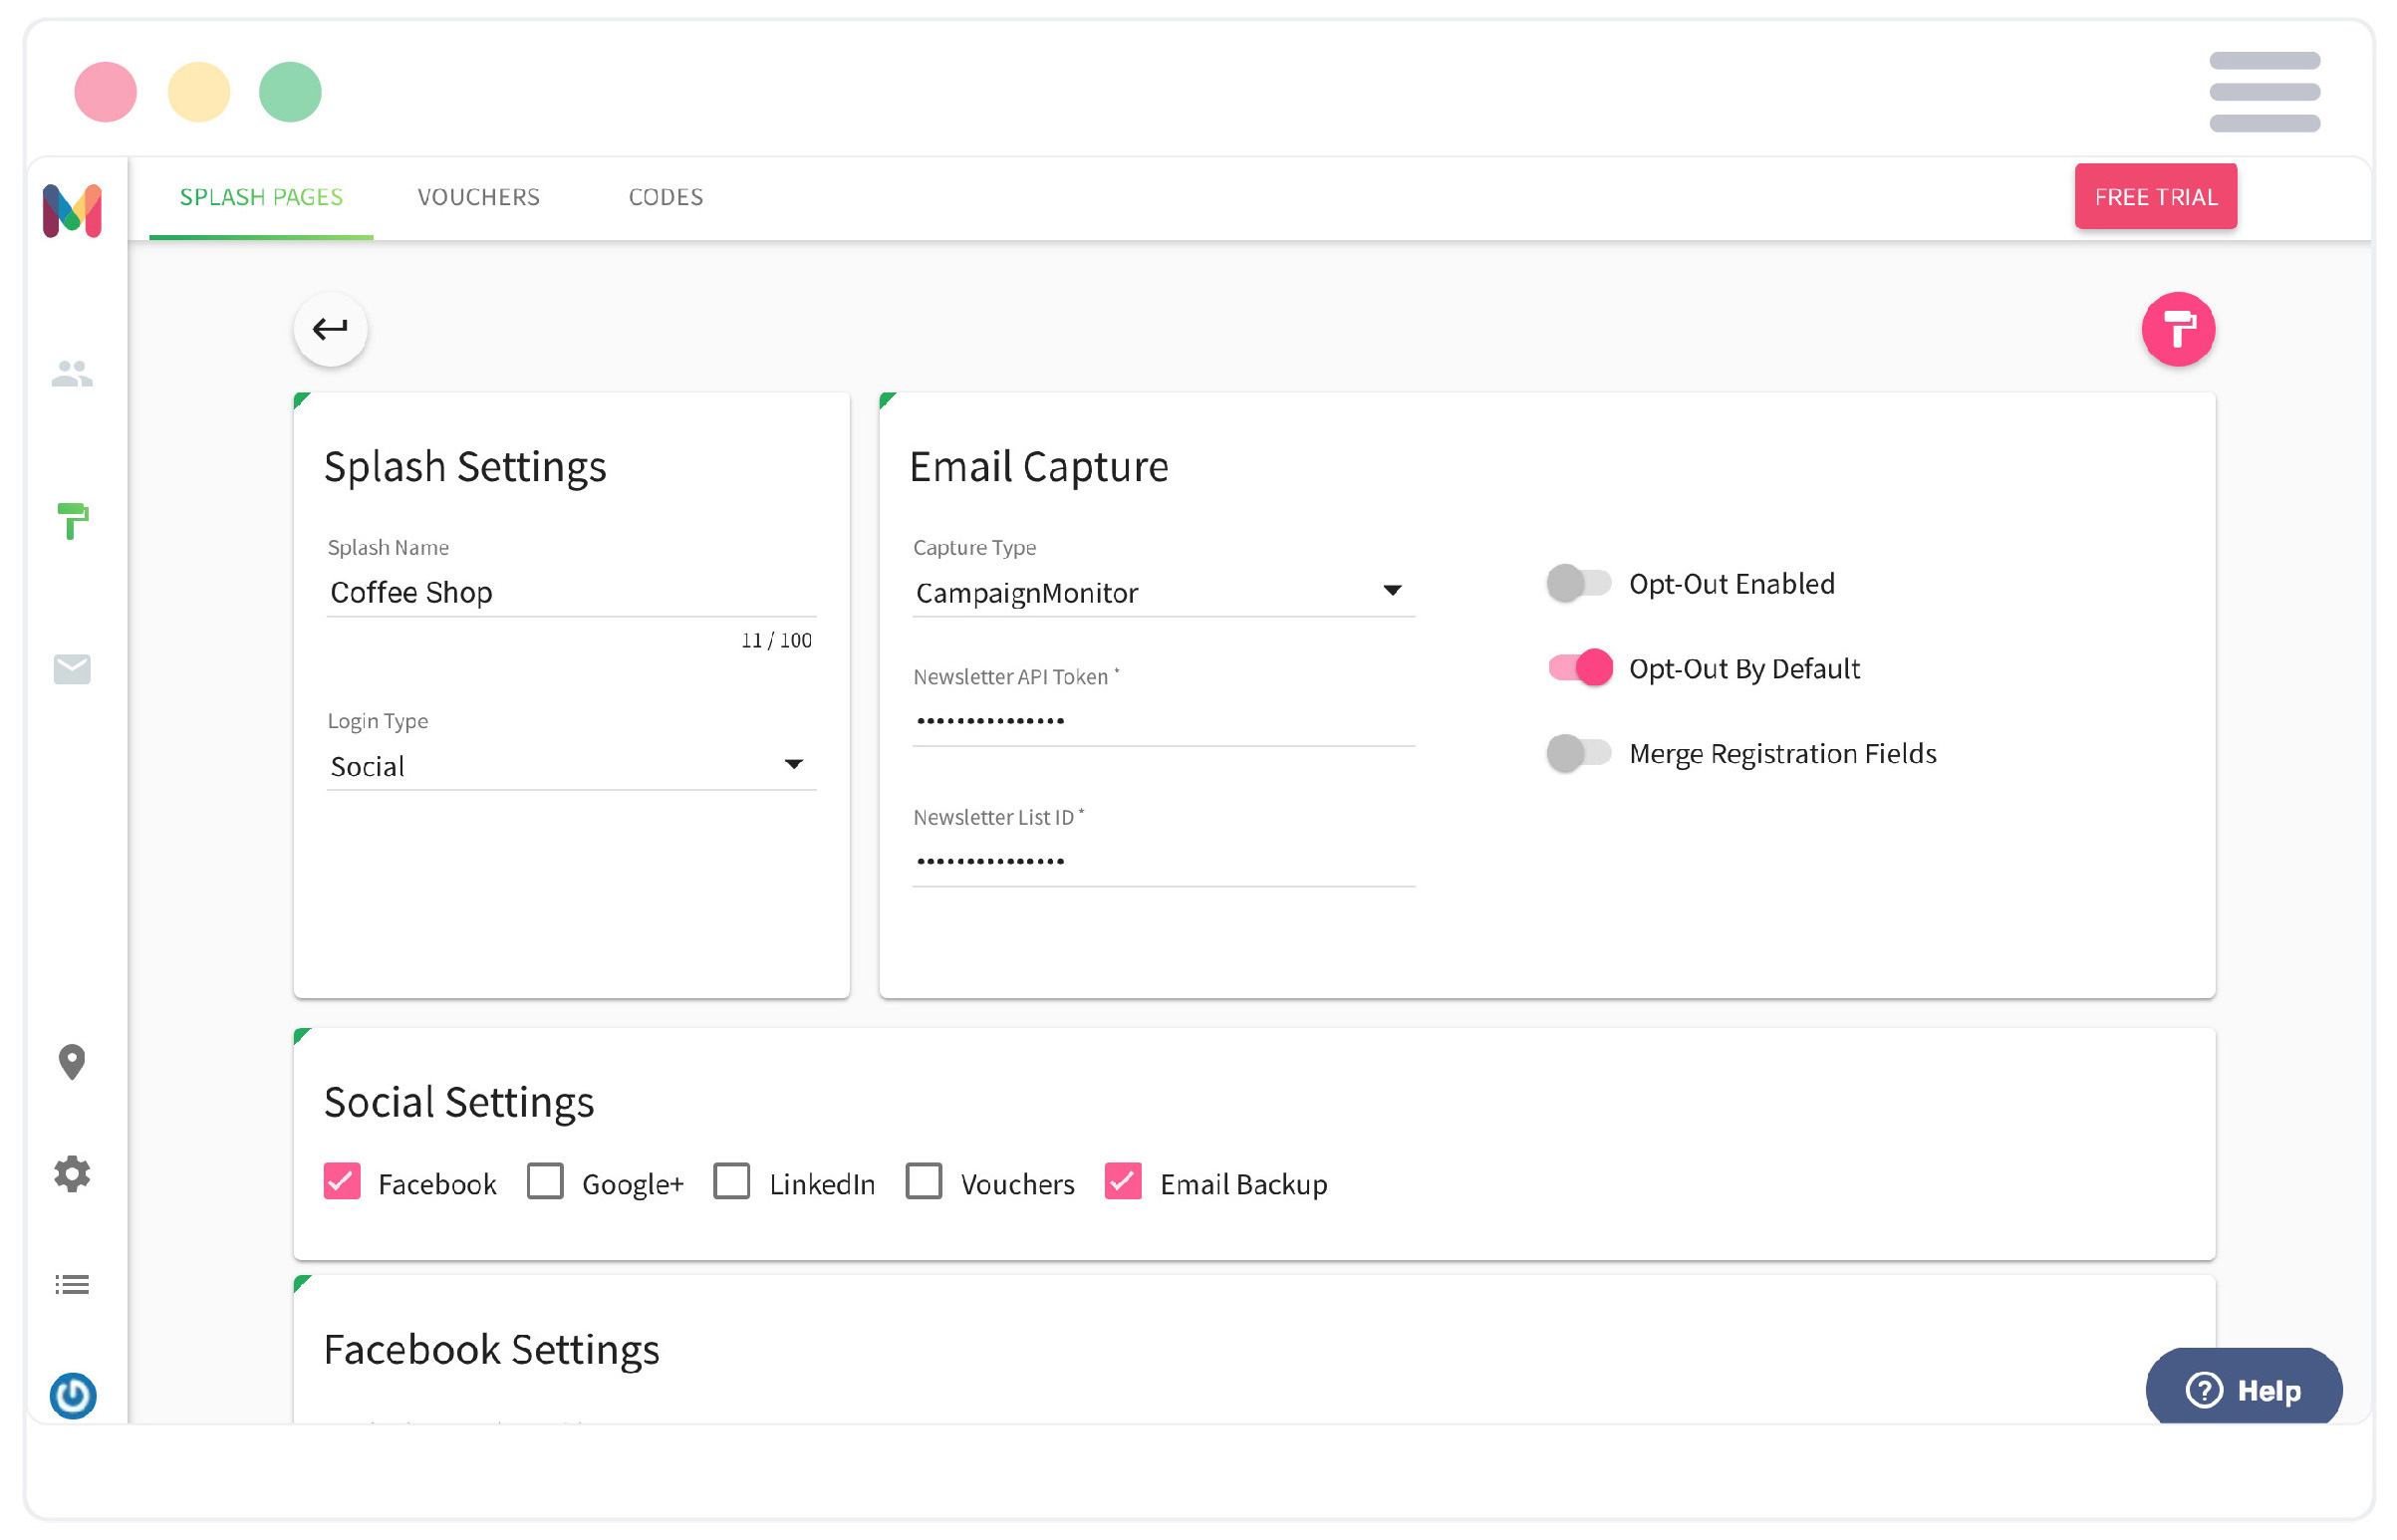 SPLASH PAGES VOUCHERS CODES FREE TRIAL
Splash Settings
Splash Name
Coffee Shop
11 / 100
Login Type
Social
Email Capture
Capture Type
CampaignMonitor
Newsletter API Token *
•••••••••••••••
Newsletter List ID *
•••••••••••••••
Opt-Out Enabled
Opt-Out By Default
Merge Registration Fields
Social Settings
Facebook Google+ LinkedIn Vouchers Email Backup
Facebook Settings
Help